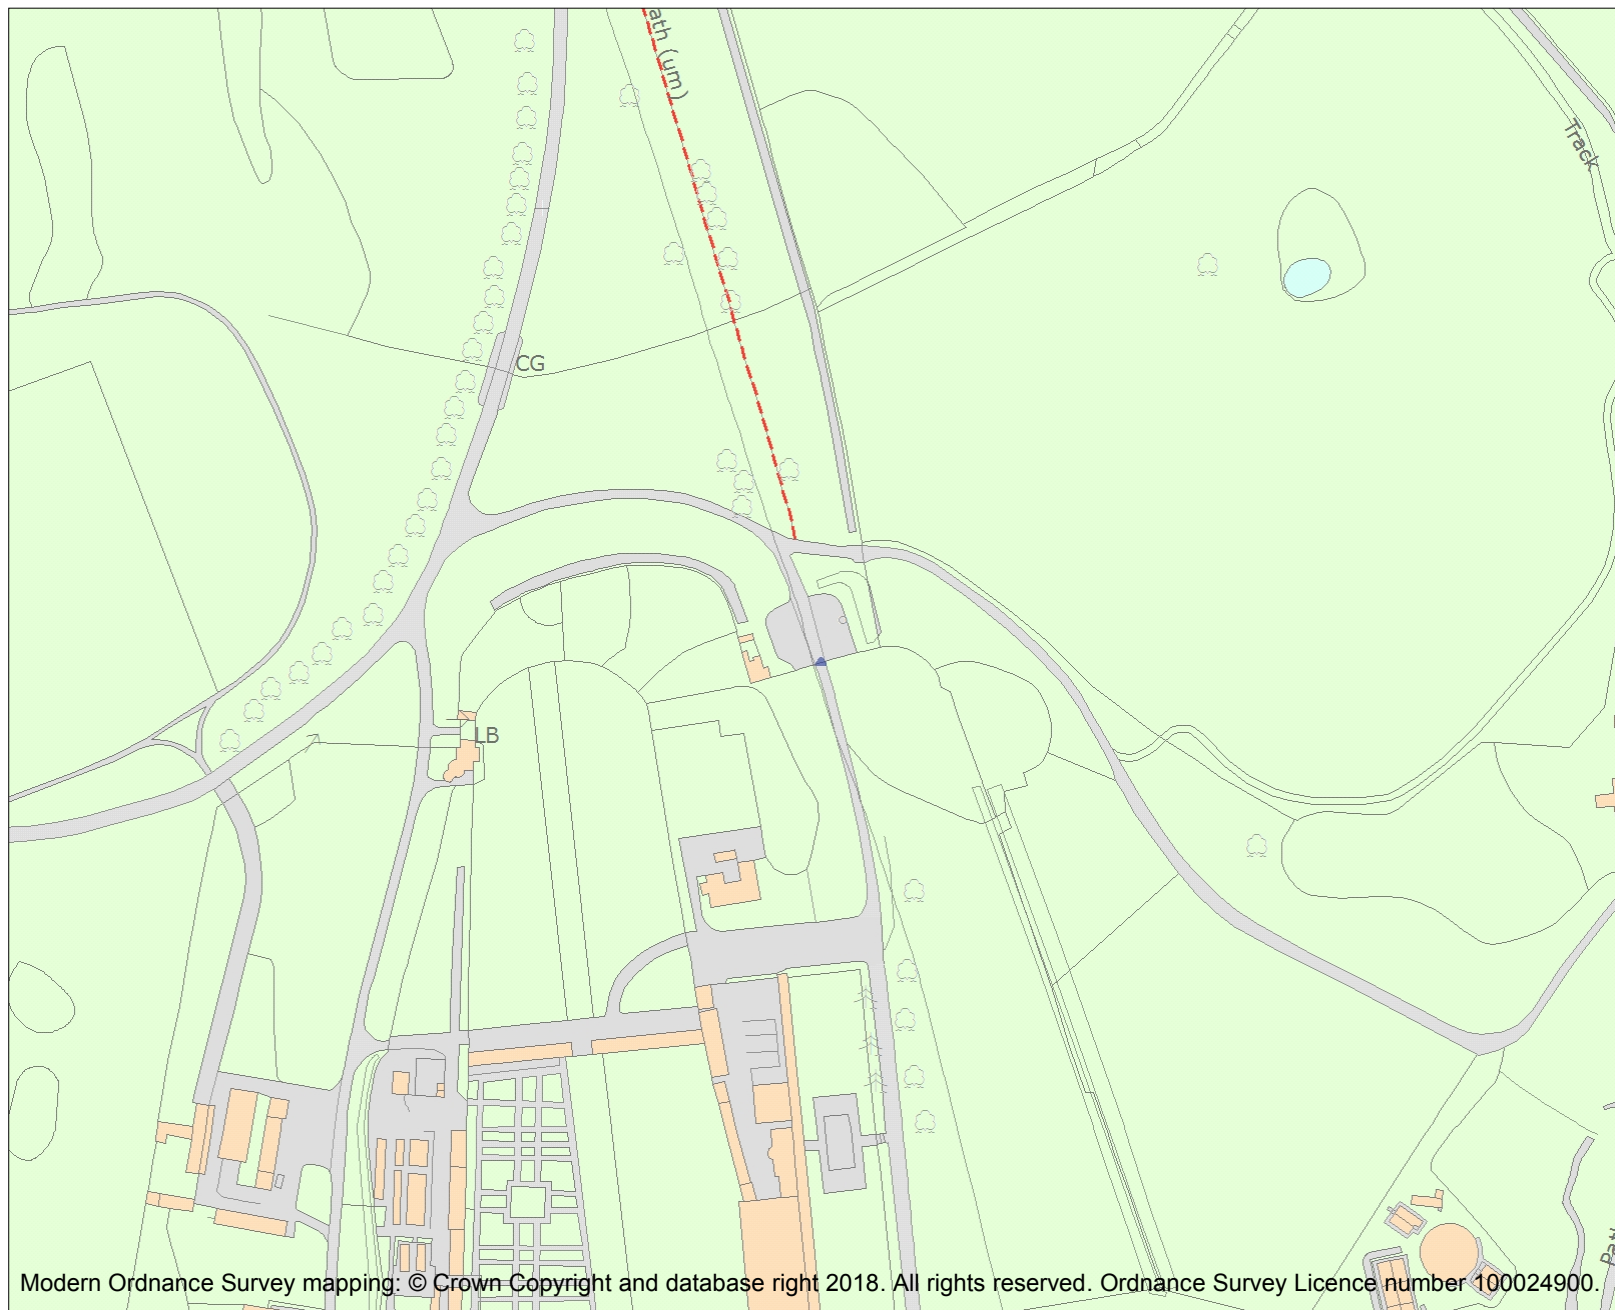 ath (um)
Track
CG
LB
Modern Ordnance Survey mapping: © Crown Copyright and database right 2018. All rights reserved. Ordnance Survey Licence number 100024900.